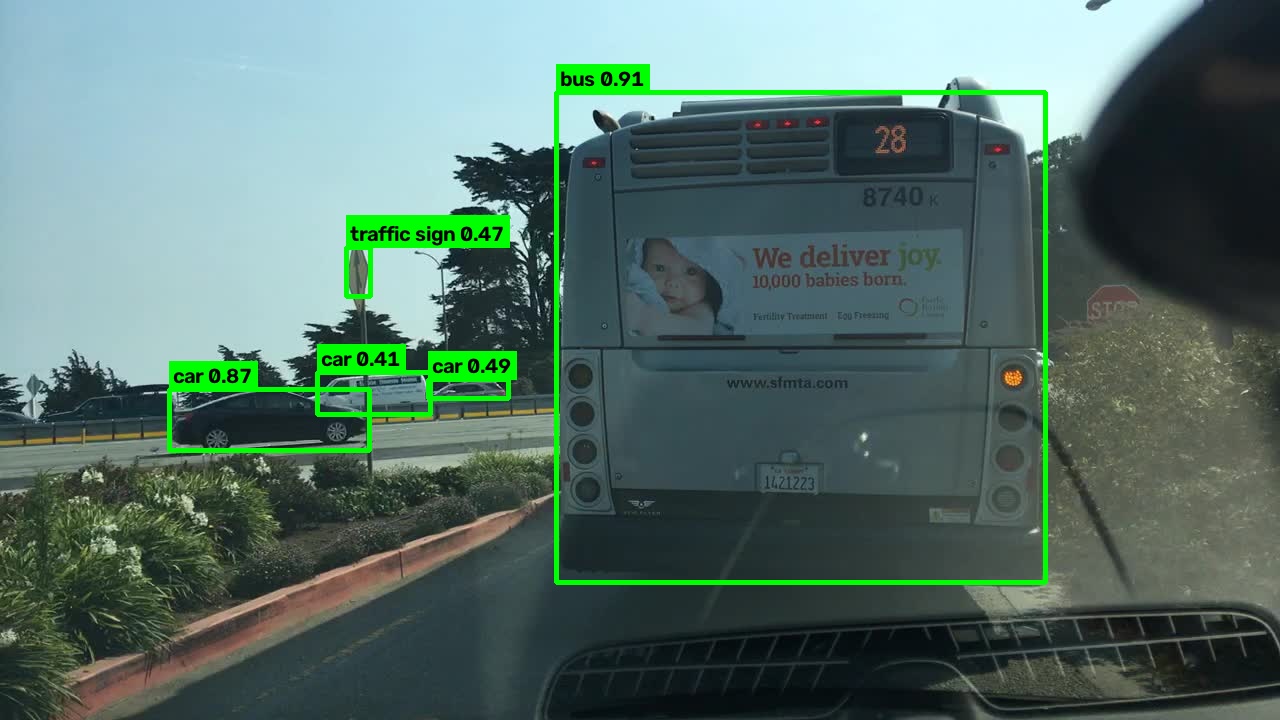 bus 0.91
28
8740 K
traffic sign 0.47
We deliver joy.
10,000 babies born.
Fertility Treatment Egg Freezing
STOP
car 0.41
car 0.49
car 0.87
www.sfmta.com
1421223